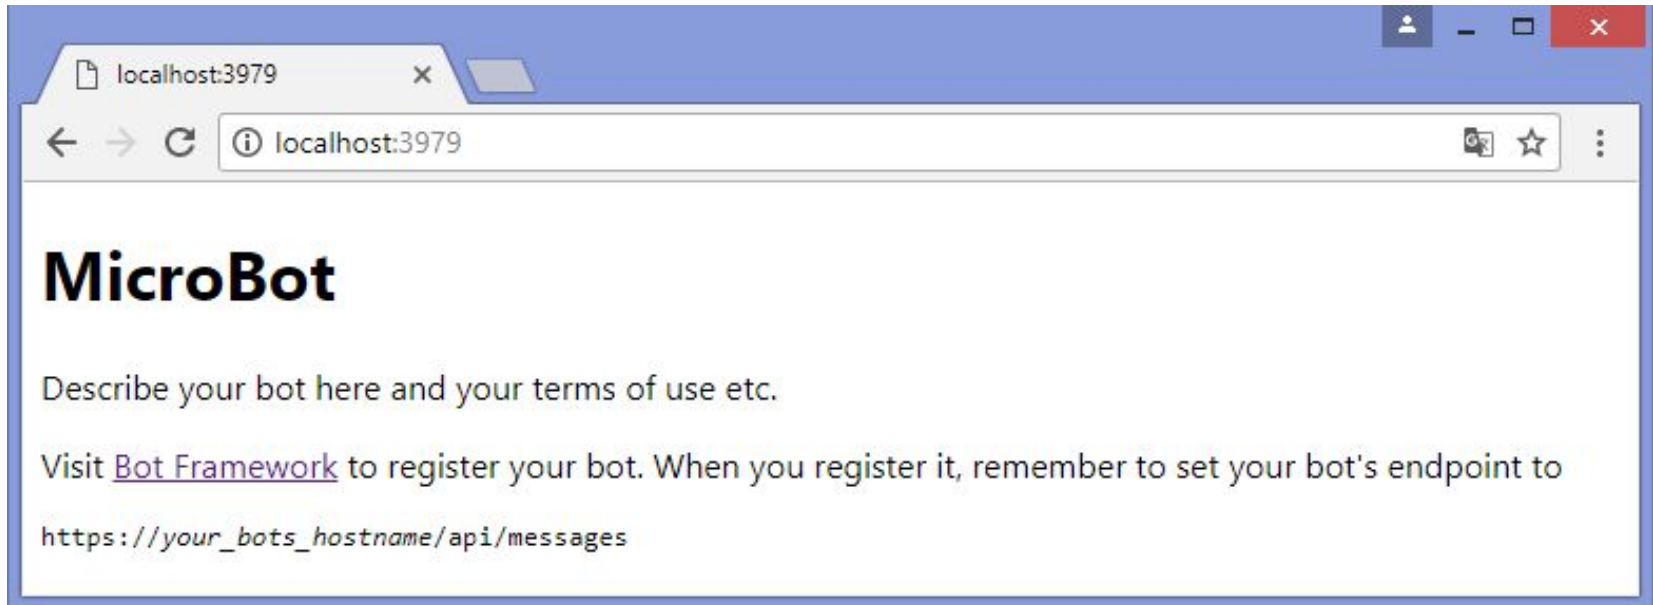 localhost:3979
localhost:3979
MicroBot
Describe your bot here and your terms of use etc.
Visit Bot Framework to register your bot. When you register it, remember to set your bot's endpoint to
https://your_bots_hostname/api/messages